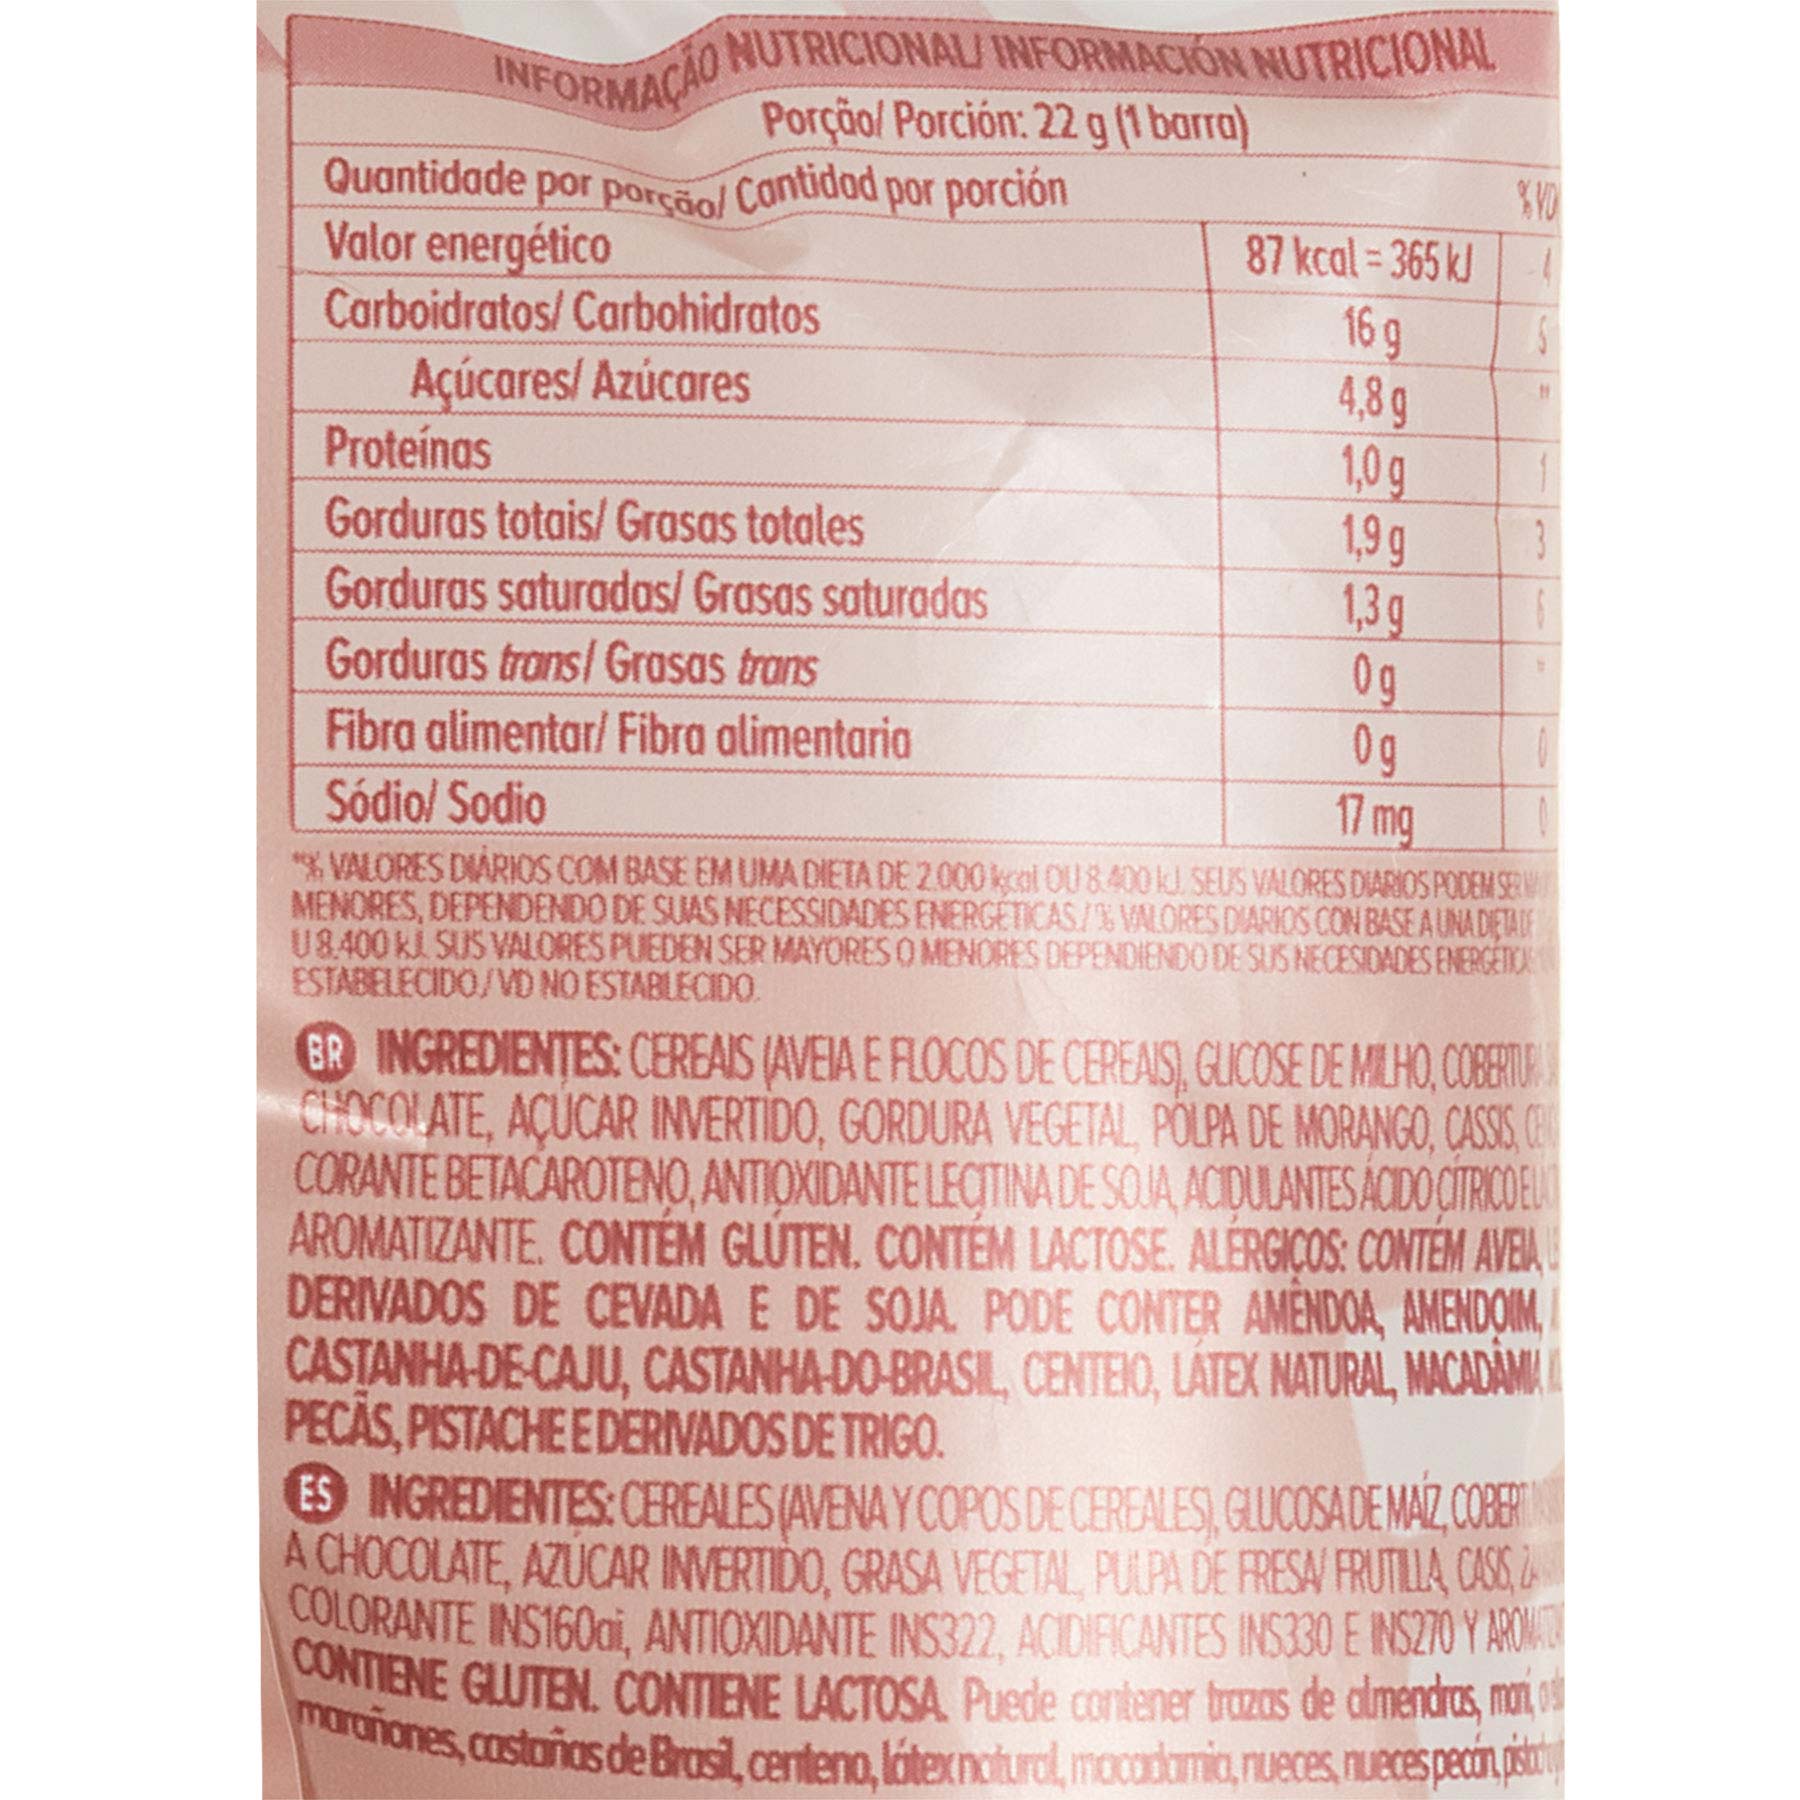 INFORMAÇÃO NUTRICIONAL/ INFORMACIÓN NUTRICIONAL
Porção/ Porción: 22 g (1 barra)
Quantidade por porção/ Cantidad por porción %VD
Valor energético 87 kcal = 365 kJ 4
Carboidratos/ Carbohidratos 16 g 5
Açúcares/ Azúcares 4,8 g **
Proteínas 1,0 g 1
Gorduras totais/ Grasas totales 1,9 g 3
Gorduras saturadas/ Grasas saturadas 1,3 g 6
Gorduras trans/ Grasas trans 0 g **
Fibra alimentar/ Fibra alimentaria 0 g 0
Sódio/ Sodio 17 mg 0
*% VALORES DIÁRIOS COM BASE EM UMA DIETA DE 2.000 kcal OU 8.400 kJ. SEUS VALORES DIÁRIOS PODEM SER
MENORES, DEPENDENDO DE SUAS NECESSIDADES ENERGÉTICAS./ % VALORES DIARIOS CON BASE A UNA DIETA DE
U 8.400 kJ. SUS VALORES PUEDEN SER MAYORES O MENORES DEPENDIENDO DE SUS NECESIDADES ENERGÉTICAS
ESTABELECIDO./ VD NO ESTABLECIDO.
BR INGREDIENTES: CEREAIS (AVEIA E FLOCOS DE CEREAIS), GLICOSE DE MILHO, COBERTURA
CHOCOLATE, AÇÚCAR INVERTIDO, GORDURA VEGETAL, POLPA DE MORANGO, CASSIS,
CORANTE BETACAROTENO, ANTIOXIDANTE LECITINA DE SOJA, ACIDULANTES ÁCIDO CÍTRICO E
AROMATIZANTE. CONTÉM GLÚTEN. CONTÉM LACTOSE. ALÉRGICOS: CONTÉM AVEIA,
DERIVADOS DE CEVADA E DE SOJA. PODE CONTER AMÊNDOA, AMENDOIM,
CASTANHA-DE-CAJU, CASTANHA-DO-BRASIL, CENTEIO, LÁTEX NATURAL, MACADÂMIA,
PECÃS, PISTACHE E DERIVADOS DE TRIGO.
ES INGREDIENTES: CEREALES (AVENA Y COPOS DE CEREALES), GLUCOSA DE MAÍZ,
A CHOCOLATE, AZÚCAR INVERTIDO, GRASA VEGETAL, PULPA DE FRESA/ FRUTILLA, CASIS,
COLORANTE INS160ai, ANTIOXIDANTE INS322, ACIDIFICANTES INS330 E INS270 Y
CONTIENE GLUTEN. CONTIENE LACTOSA. Puede contener trazas de almendras, maní,
marañones, castañas de Brasil, centeno, látex natural, macadamia, nueces, nueces pecán,